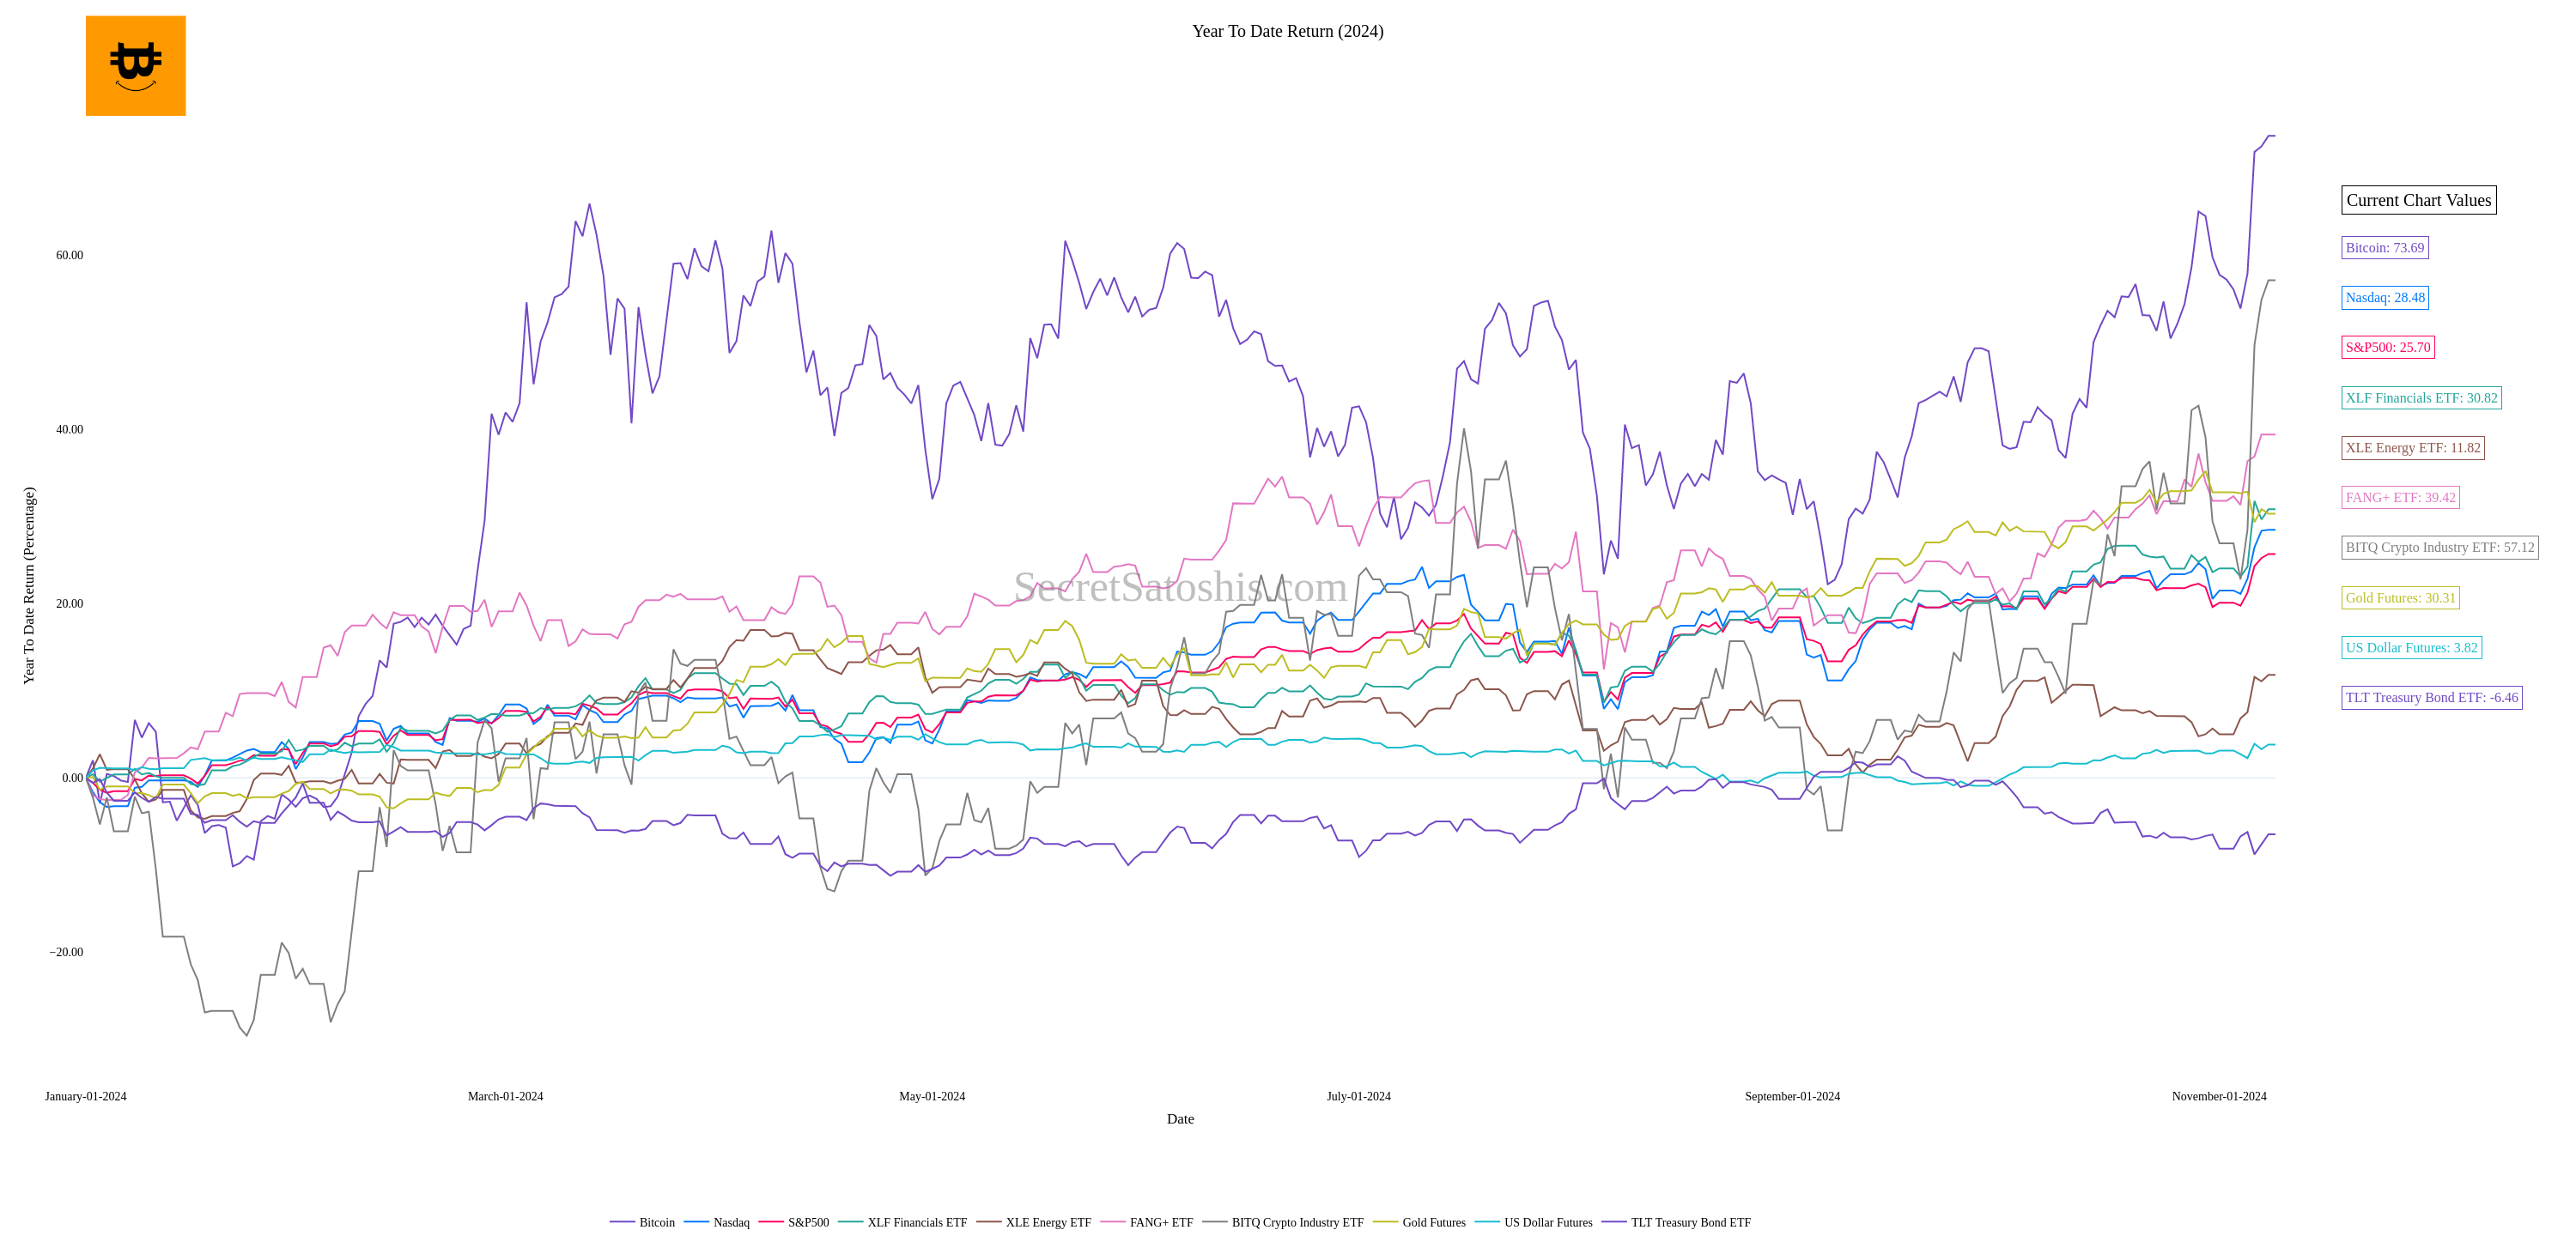 Year To Date Return (2024)
SecretSatoshis.com
Year To Date Return (Percentage)
60.00
40.00
20.00
0.00
−20.00
January-01-2024
March-01-2024
May-01-2024
July-01-2024
September-01-2024
November-01-2024
Date
Current Chart Values
Bitcoin: 73.69
Nasdaq: 28.48
S&P500: 25.70
XLF Financials ETF: 30.82
XLE Energy ETF: 11.82
FANG+ ETF: 39.42
BITQ Crypto Industry ETF: 57.12
Gold Futures: 30.31
US Dollar Futures: 3.82
TLT Treasury Bond ETF: -6.46
Bitcoin Nasdaq S&P500 XLF Financials ETF XLE Energy ETF FANG+ ETF BITQ Crypto Industry ETF Gold Futures US Dollar Futures TLT Treasury Bond ETF